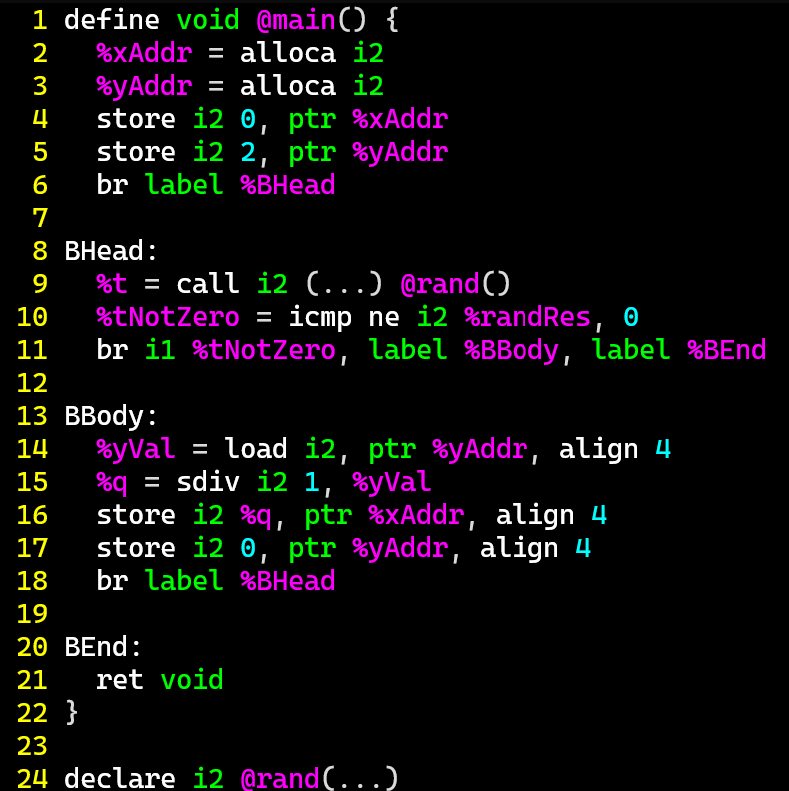 1 define void @main() {
2   %xAddr = alloca i2
3   %yAddr = alloca i2
4   store i2 0, ptr %xAddr
5   store i2 2, ptr %yAddr
6   br label %BHead
7
8 BHead:
9   %t = call i2 (...) @rand()
10   %tNotZero = icmp ne i2 %randRes, 0
11   br i1 %tNotZero, label %BBody, label %BEnd
12
13 BBody:
14   %yVal = load i2, ptr %yAddr, align 4
15   %q = sdiv i2 1, %yVal
16   store i2 %q, ptr %xAddr, align 4
17   store i2 0, ptr %yAddr, align 4
18   br label %BHead
19
20 BEnd:
21   ret void
22 }
23
24 declare i2 @rand(...)